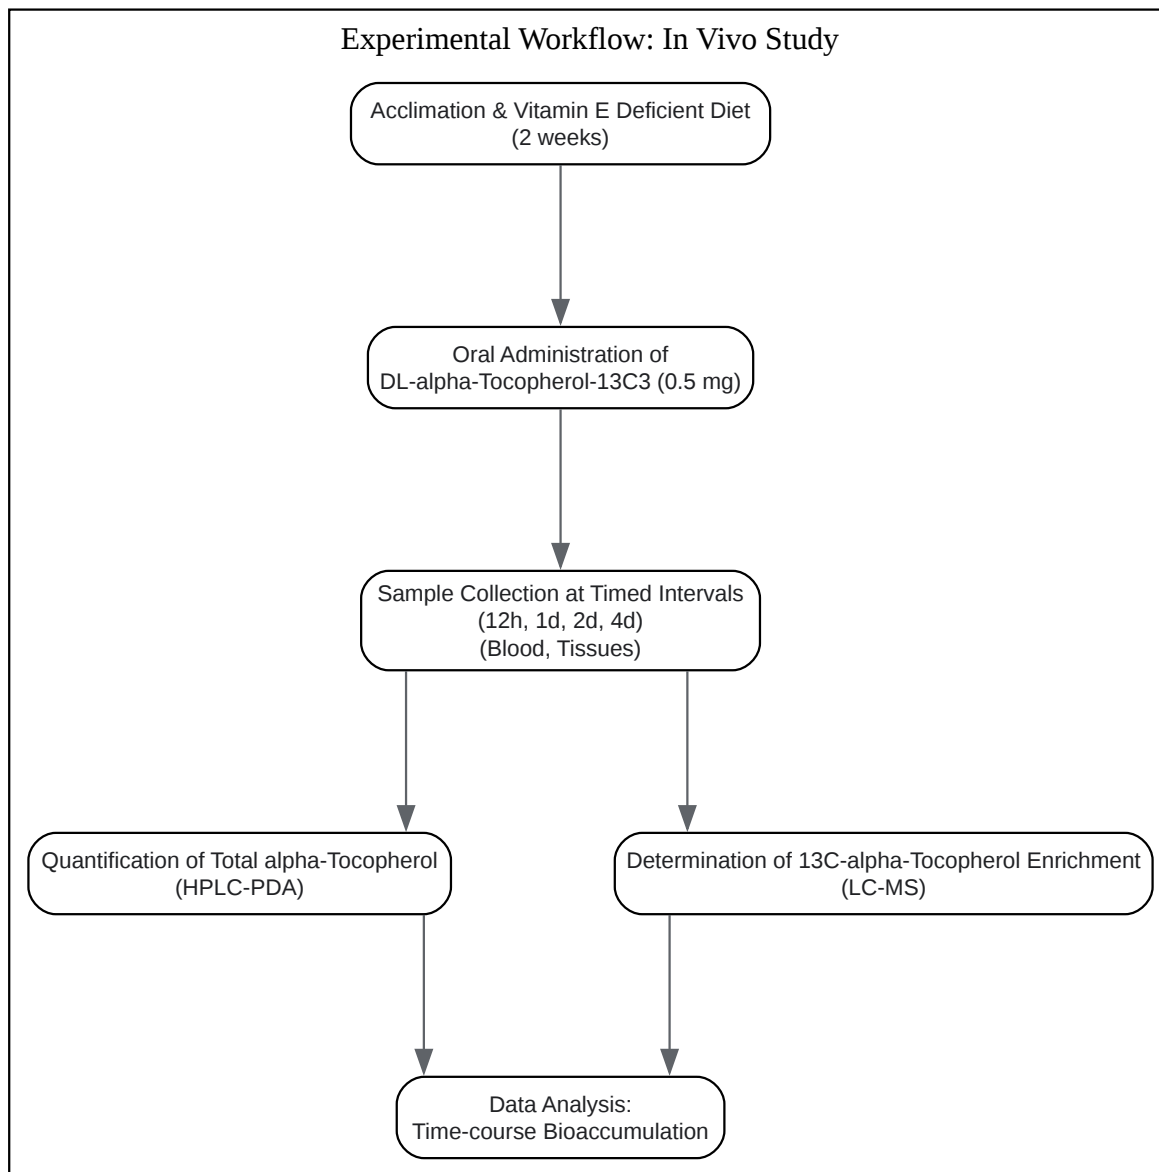 Experimental Workflow: In Vivo Study
Acclimation & Vitamin E Deficient Diet
(2 weeks)
Oral Administration of
DL-alpha-Tocopherol-13C3 (0.5 mg)
Sample Collection at Timed Intervals
(12h, 1d, 2d, 4d)
(Blood, Tissues)
Quantification of Total alpha-Tocopherol
(HPLC-PDA)
Determination of 13C-alpha-Tocopherol Enrichment
(LC-MS)
Data Analysis:
Time-course Bioaccumulation